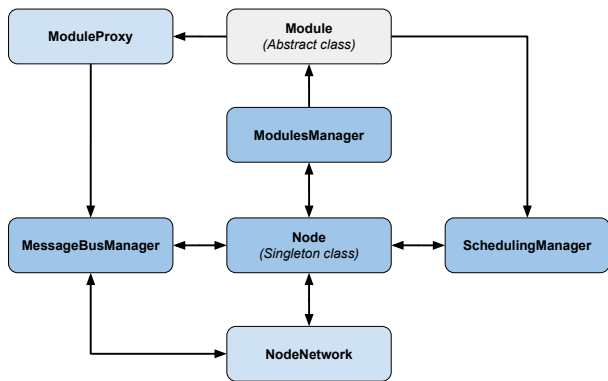 ModuleProxy
Module
(Abstract class)
ModulesManager
MessageBusManager
Node
(Singleton class)
SchedulingManager
NodeNetwork